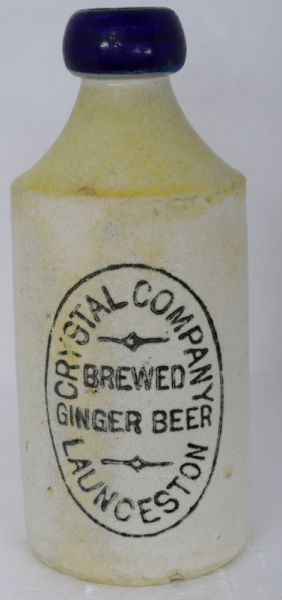 CRYSTAL COMPANY
BREWED
GINGER BEER
LAUNCESTON